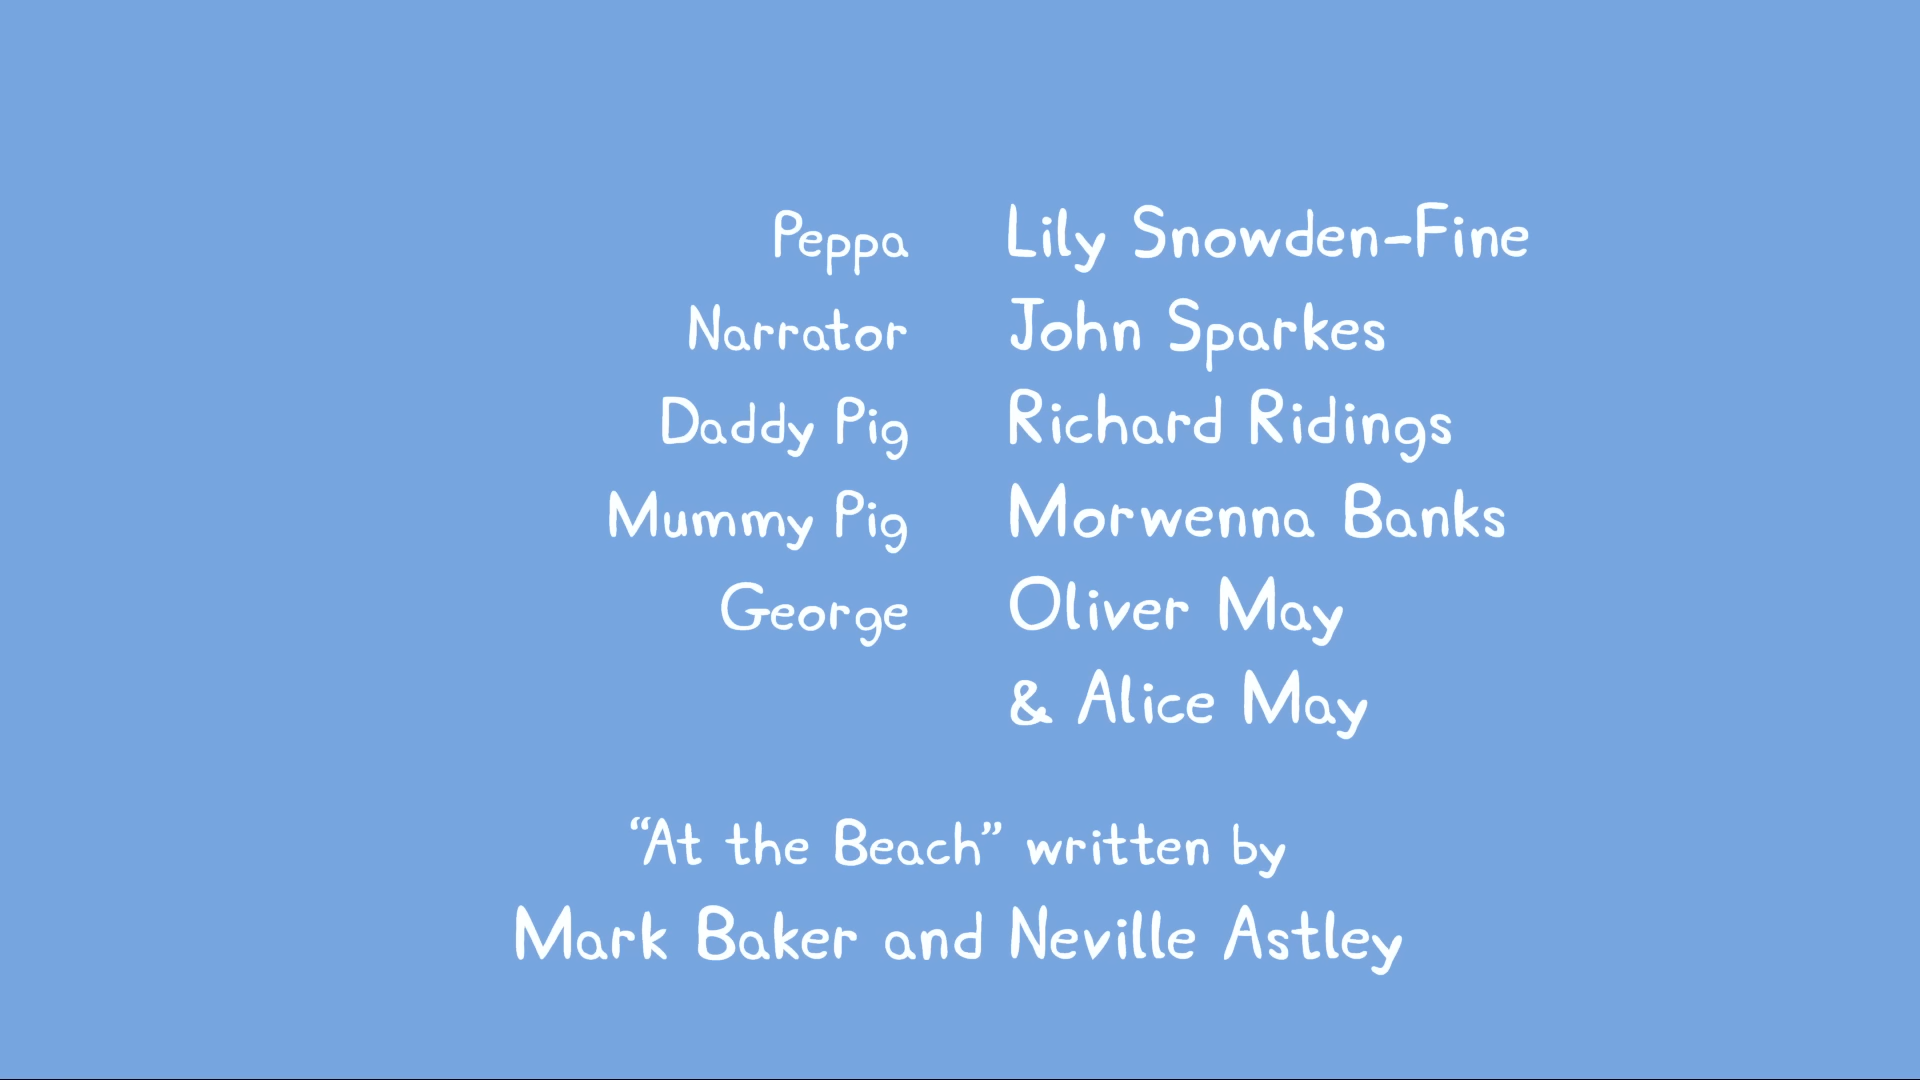 Peppa Lily Snowden-Fine
Narrator John Sparkes
Daddy Pig Richard Ridings
Mummy Pig Morwenna Banks
George Oliver May
& Alice May
“At the Beach” written by
Mark Baker and Neville Astley